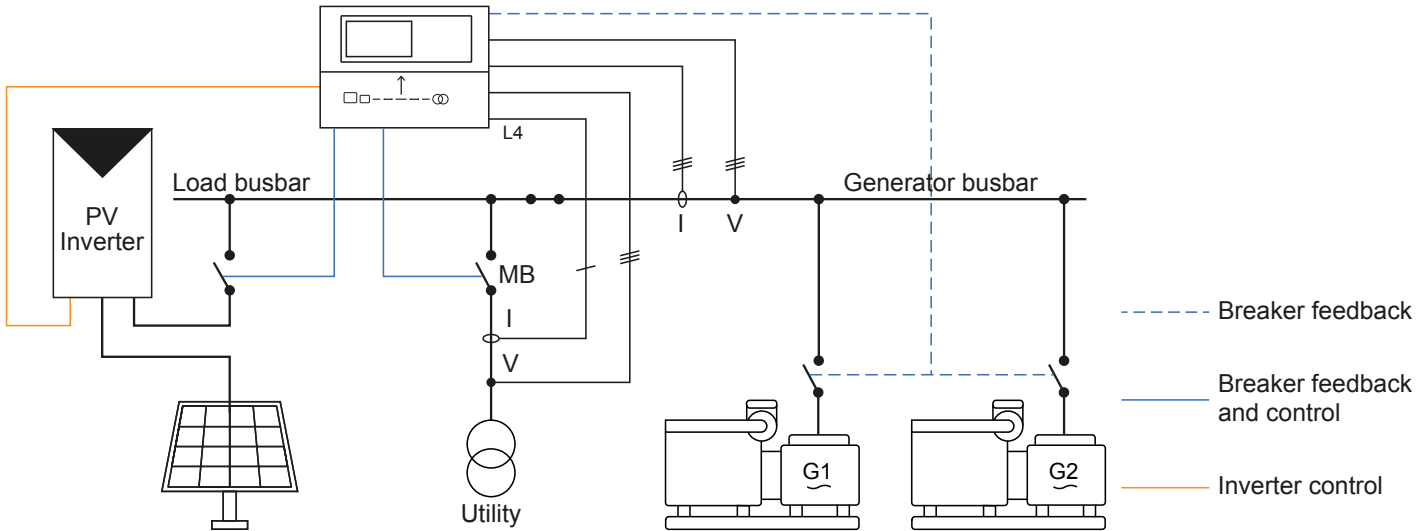 L4
Load busbar
Generator busbar
PV
Inverter
I
V
MB
I
V
Breaker feedback
Breaker feedback
and control
G1
G2
Inverter control
Utility